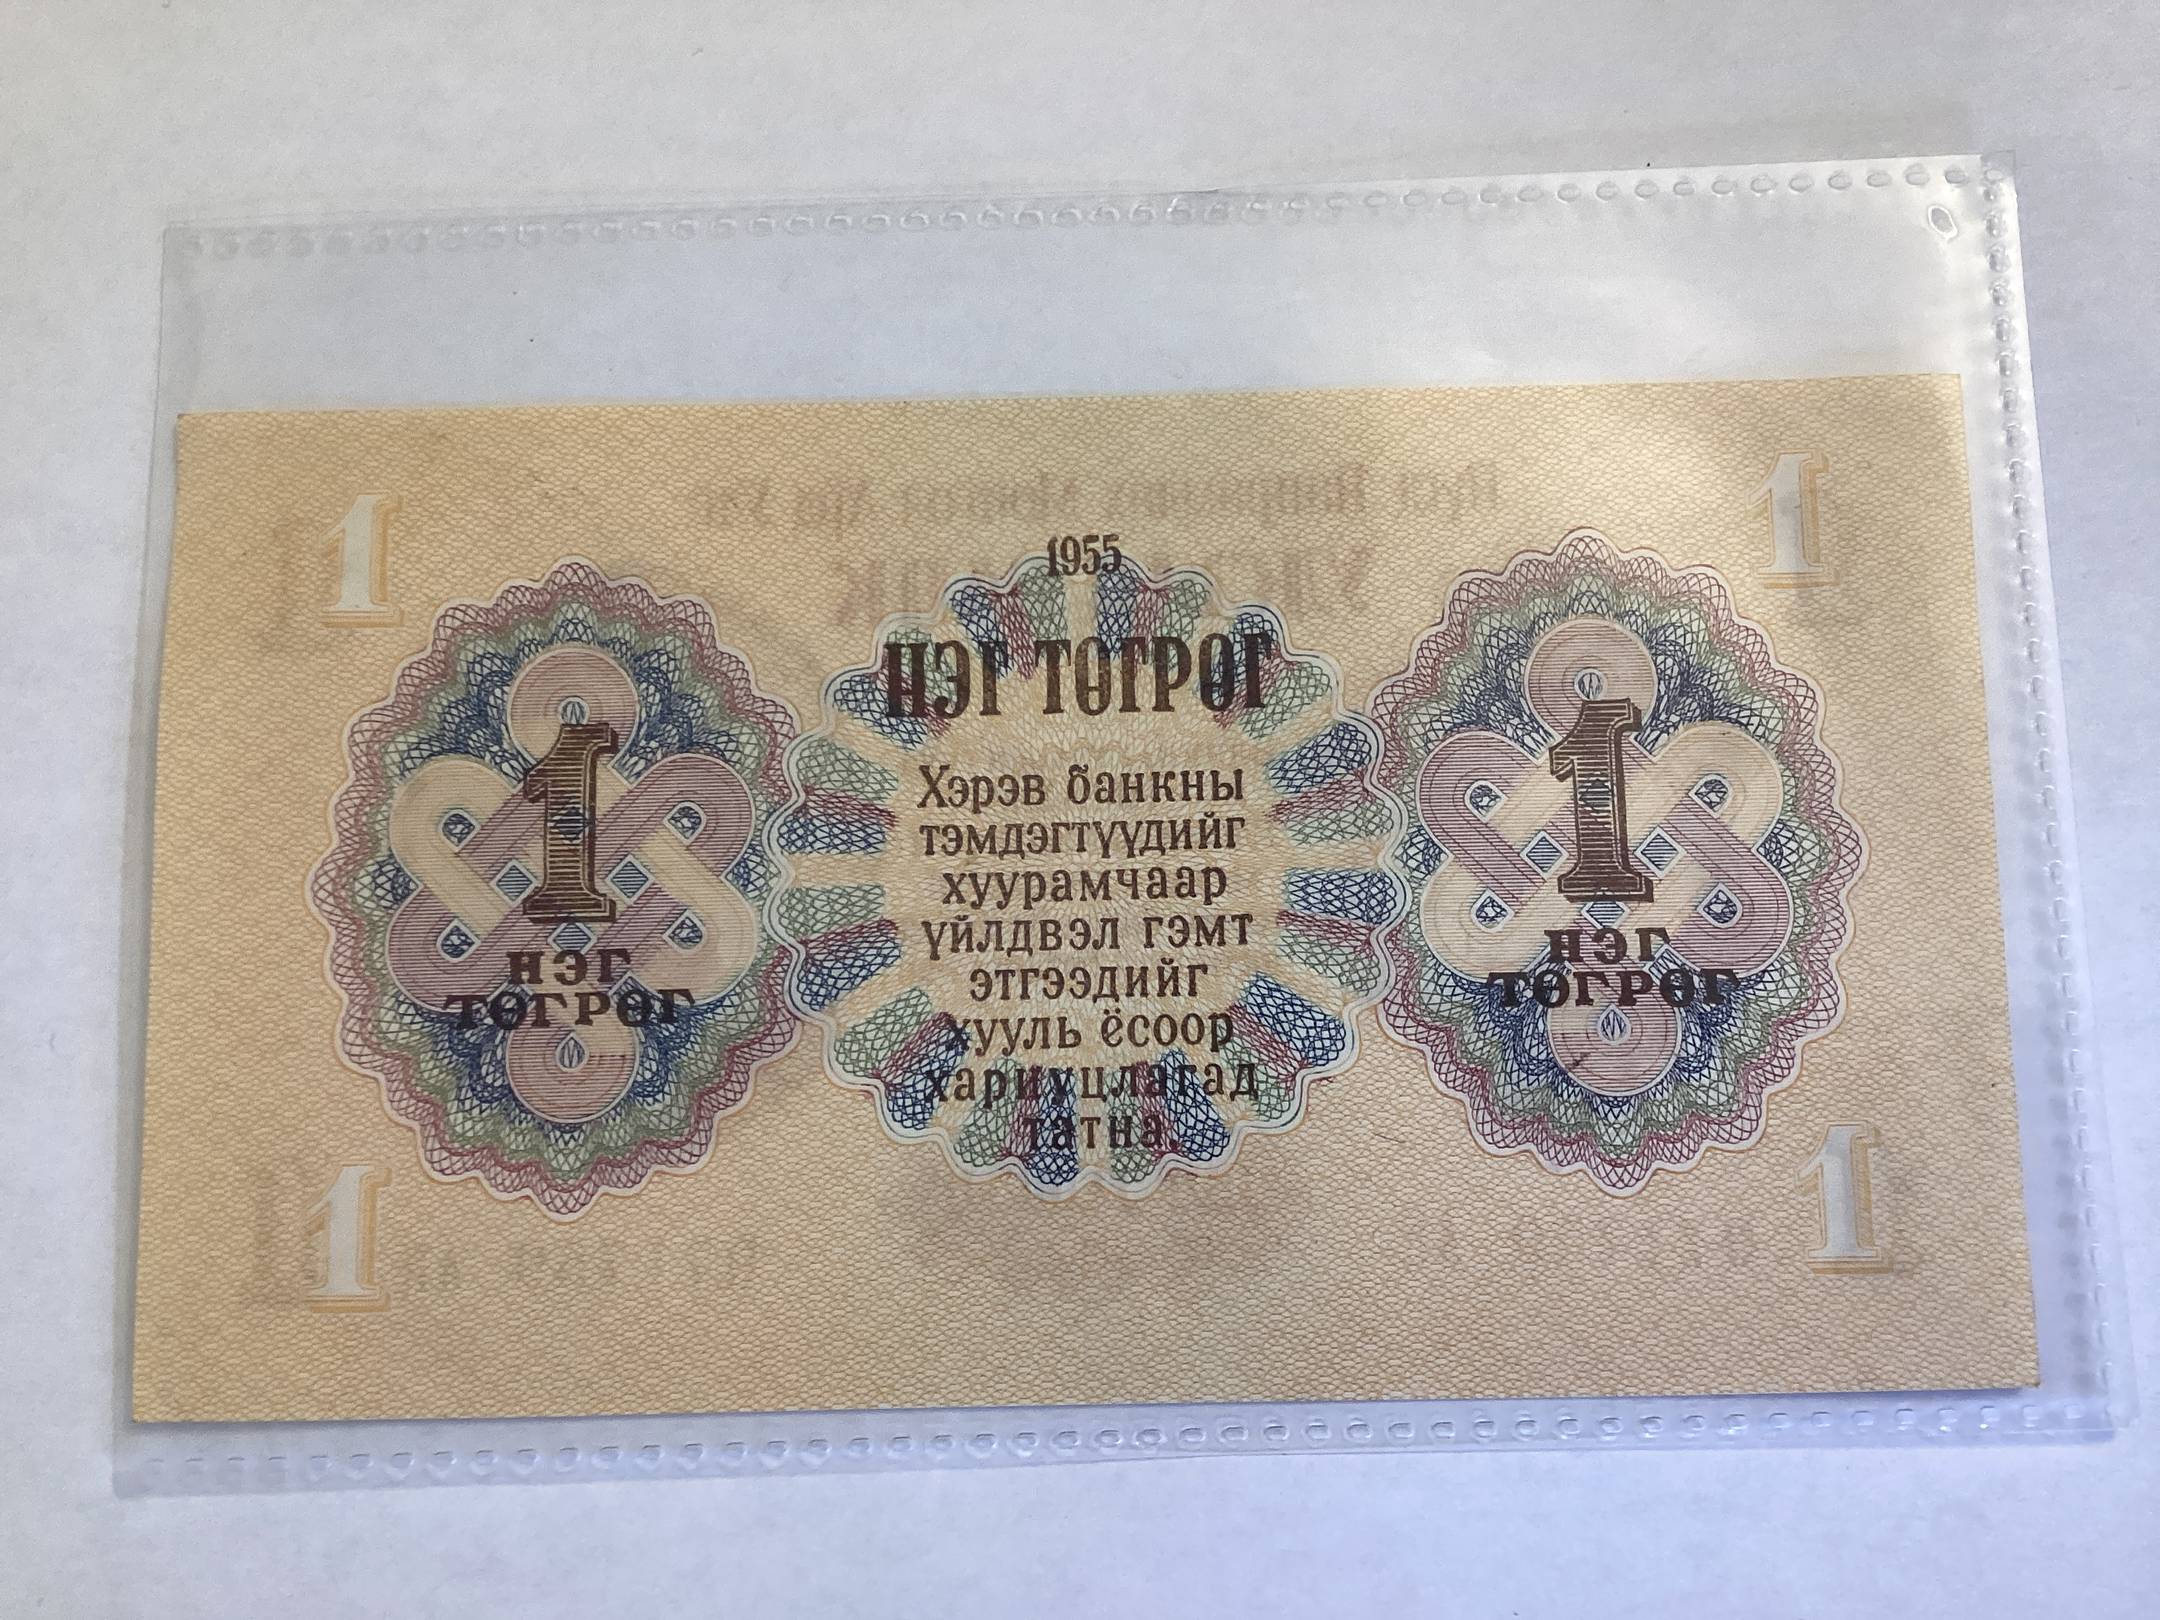 1 1
1955
НЭГ ТӨГРӨГ
Хэрэв банкны
тэмдэгтүүдийг
хуурамчаар
үйлдвэл гэмт
этгээдийг
хууль ёсоор
хариуцлагад
татна.
1
НЭГ
ТӨГРӨГ
1
НЭГ
ТӨГРӨГ
1 1